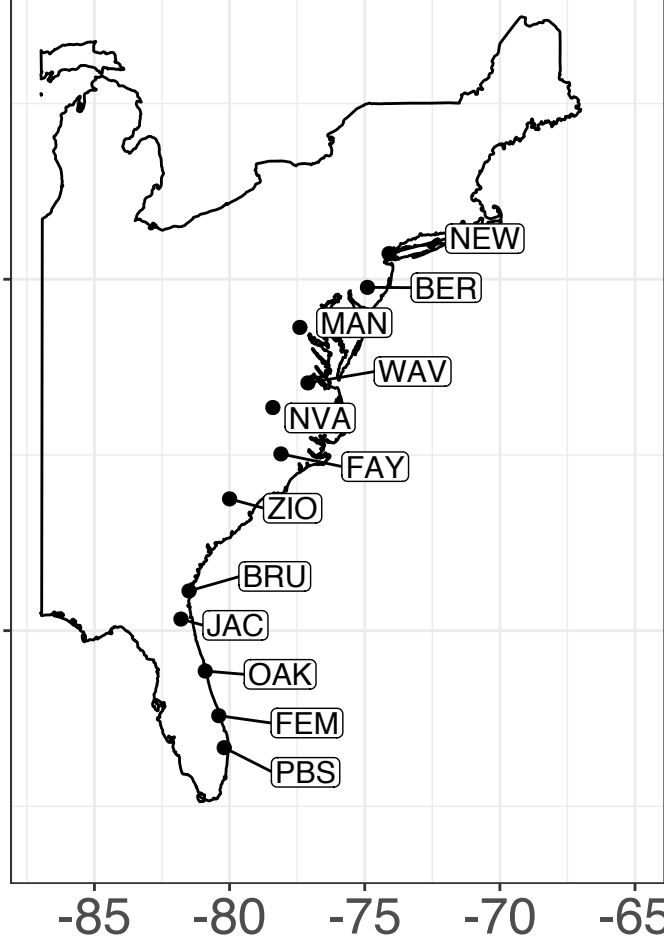 NEW
BER
MAN
WAV
NVA
FAY
ZIO
BRU
JAC
OAK
FEM
PBS
-85 -80 -75 -70 -65